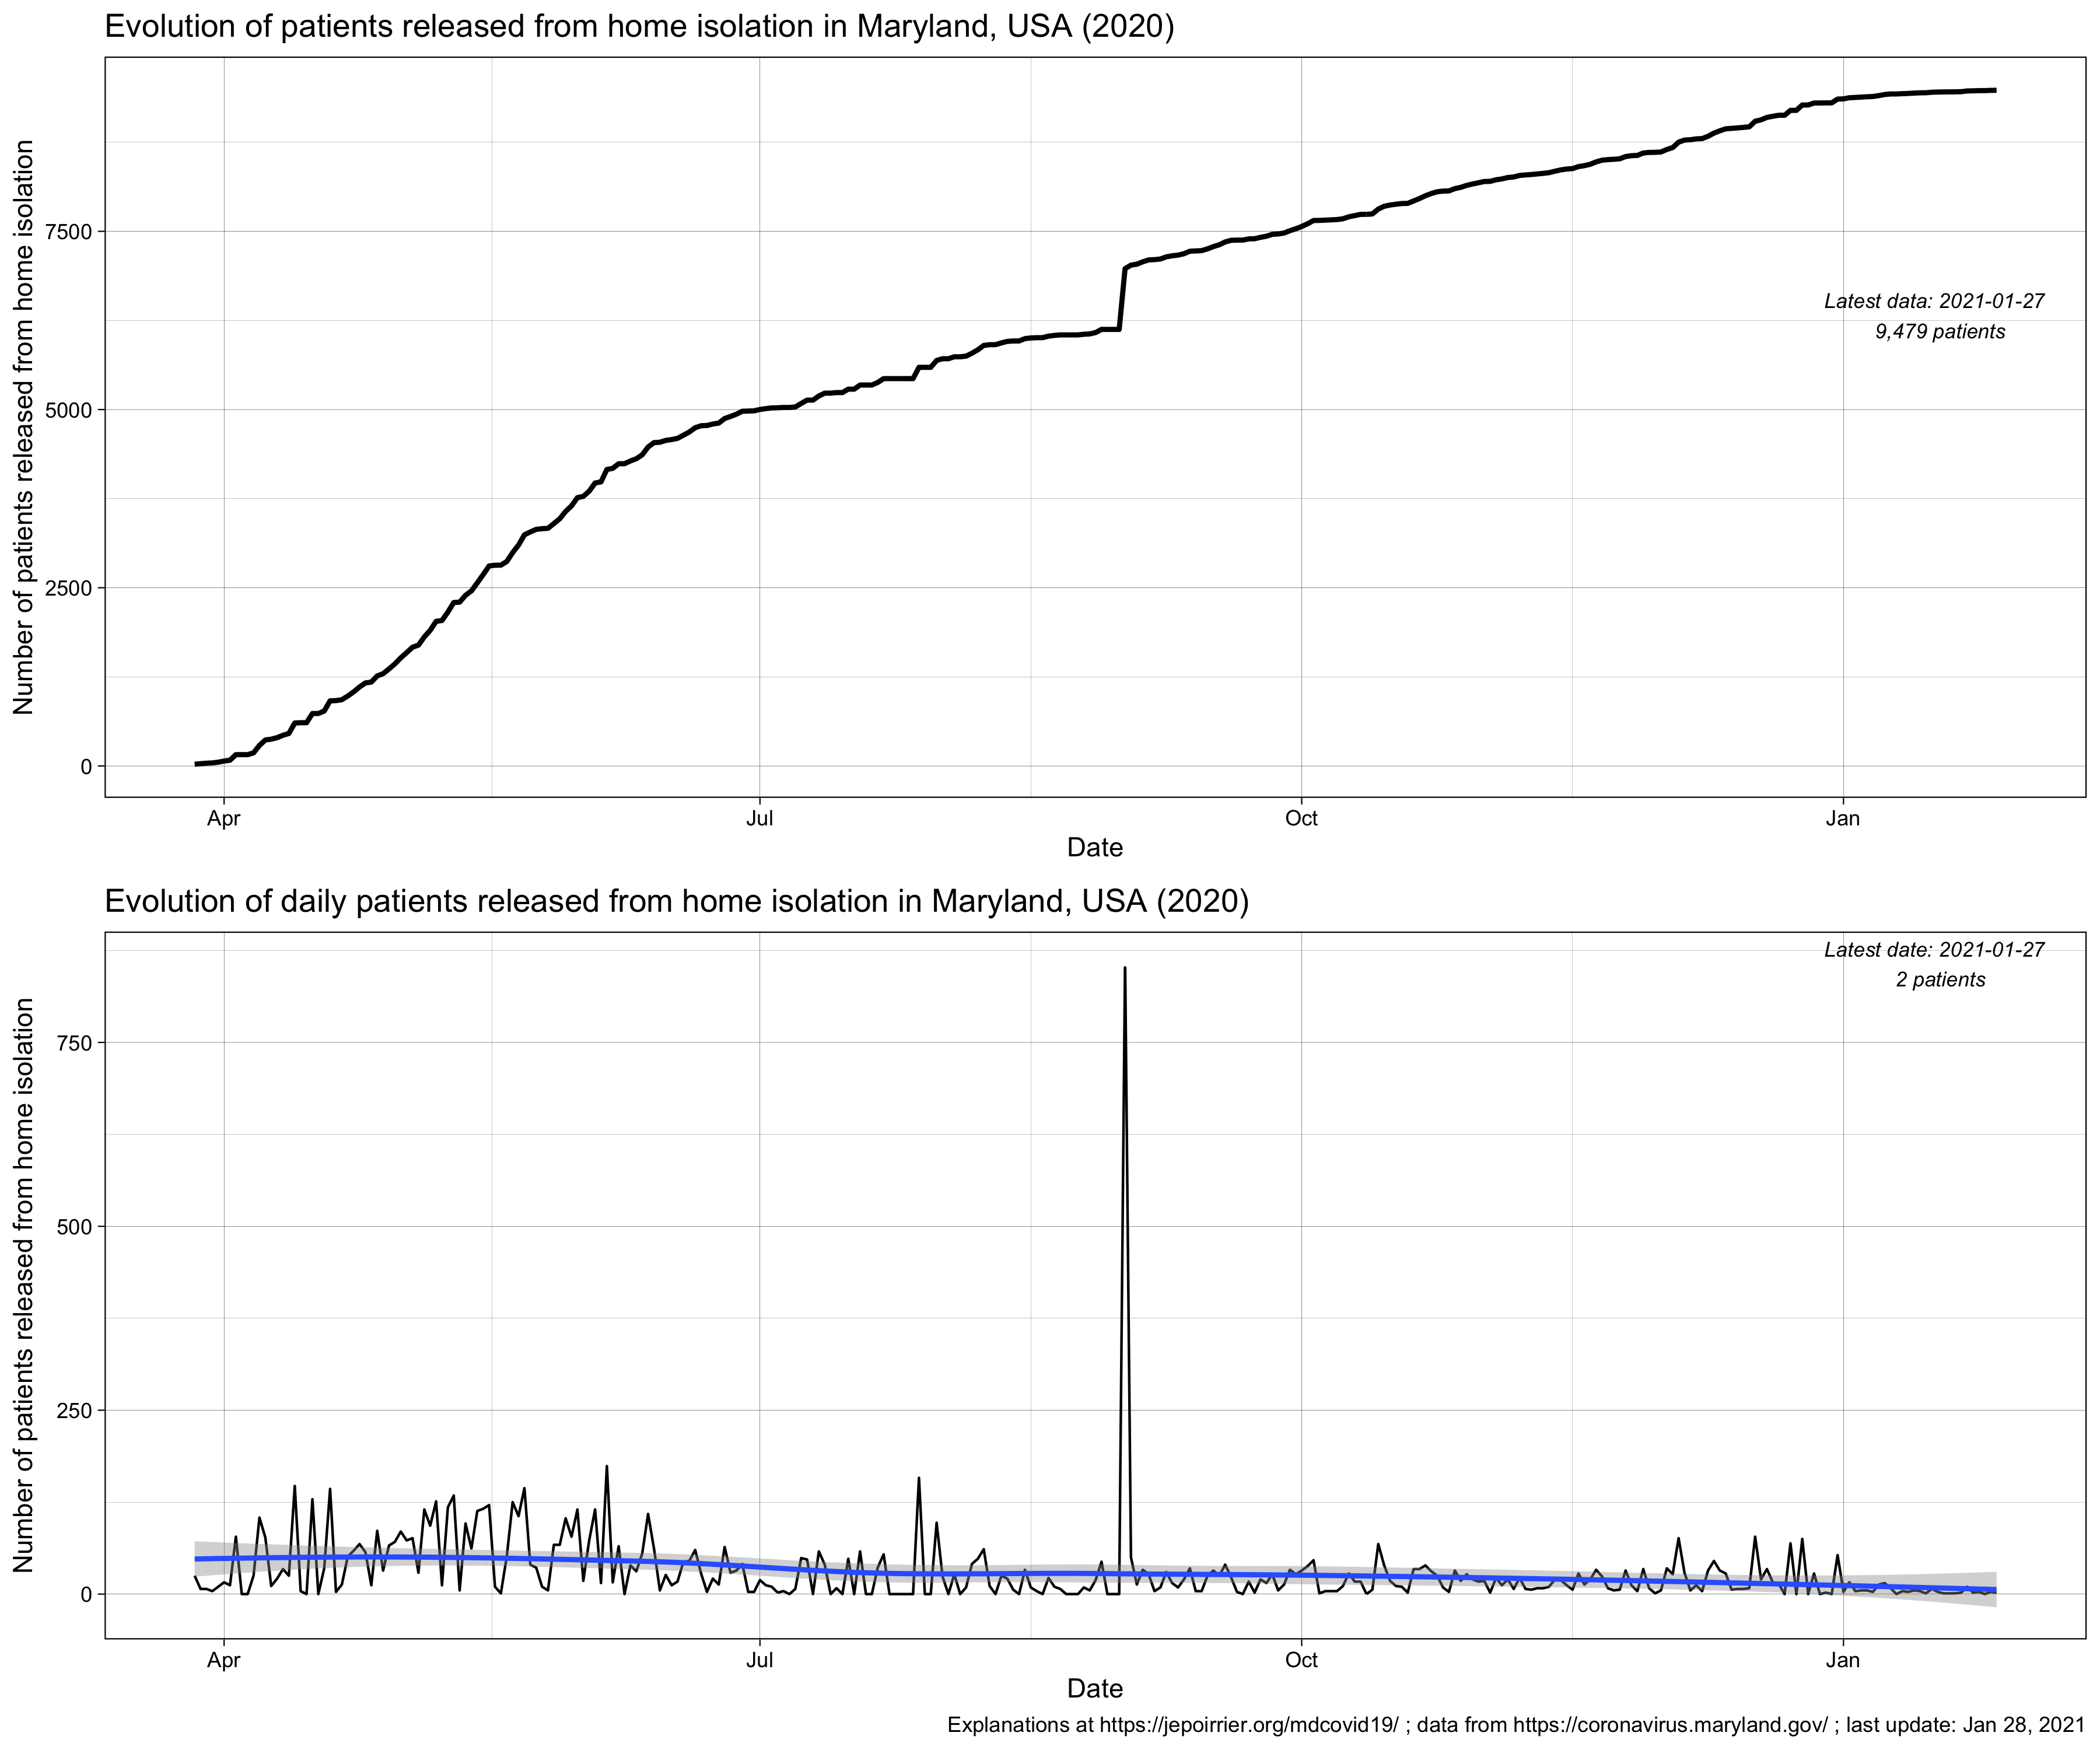 Evolution of patients released from home isolation in Maryland, USA (2020)
Number of patients released from home isolation
7500
5000
2500
0
Latest data: 2021-01-27
9,479 patients
Apr
Jul
Oct
Jan
Date
Evolution of daily patients released from home isolation in Maryland, USA (2020)
Number of patients released from home isolation
750
500
250
0
Latest date: 2021-01-27
2 patients
Apr
Jul
Oct
Jan
Date
Explanations at https://jepoirrier.org/mdcovid19/ ; data from https://coronavirus.maryland.gov/ ; last update: Jan 28, 2021